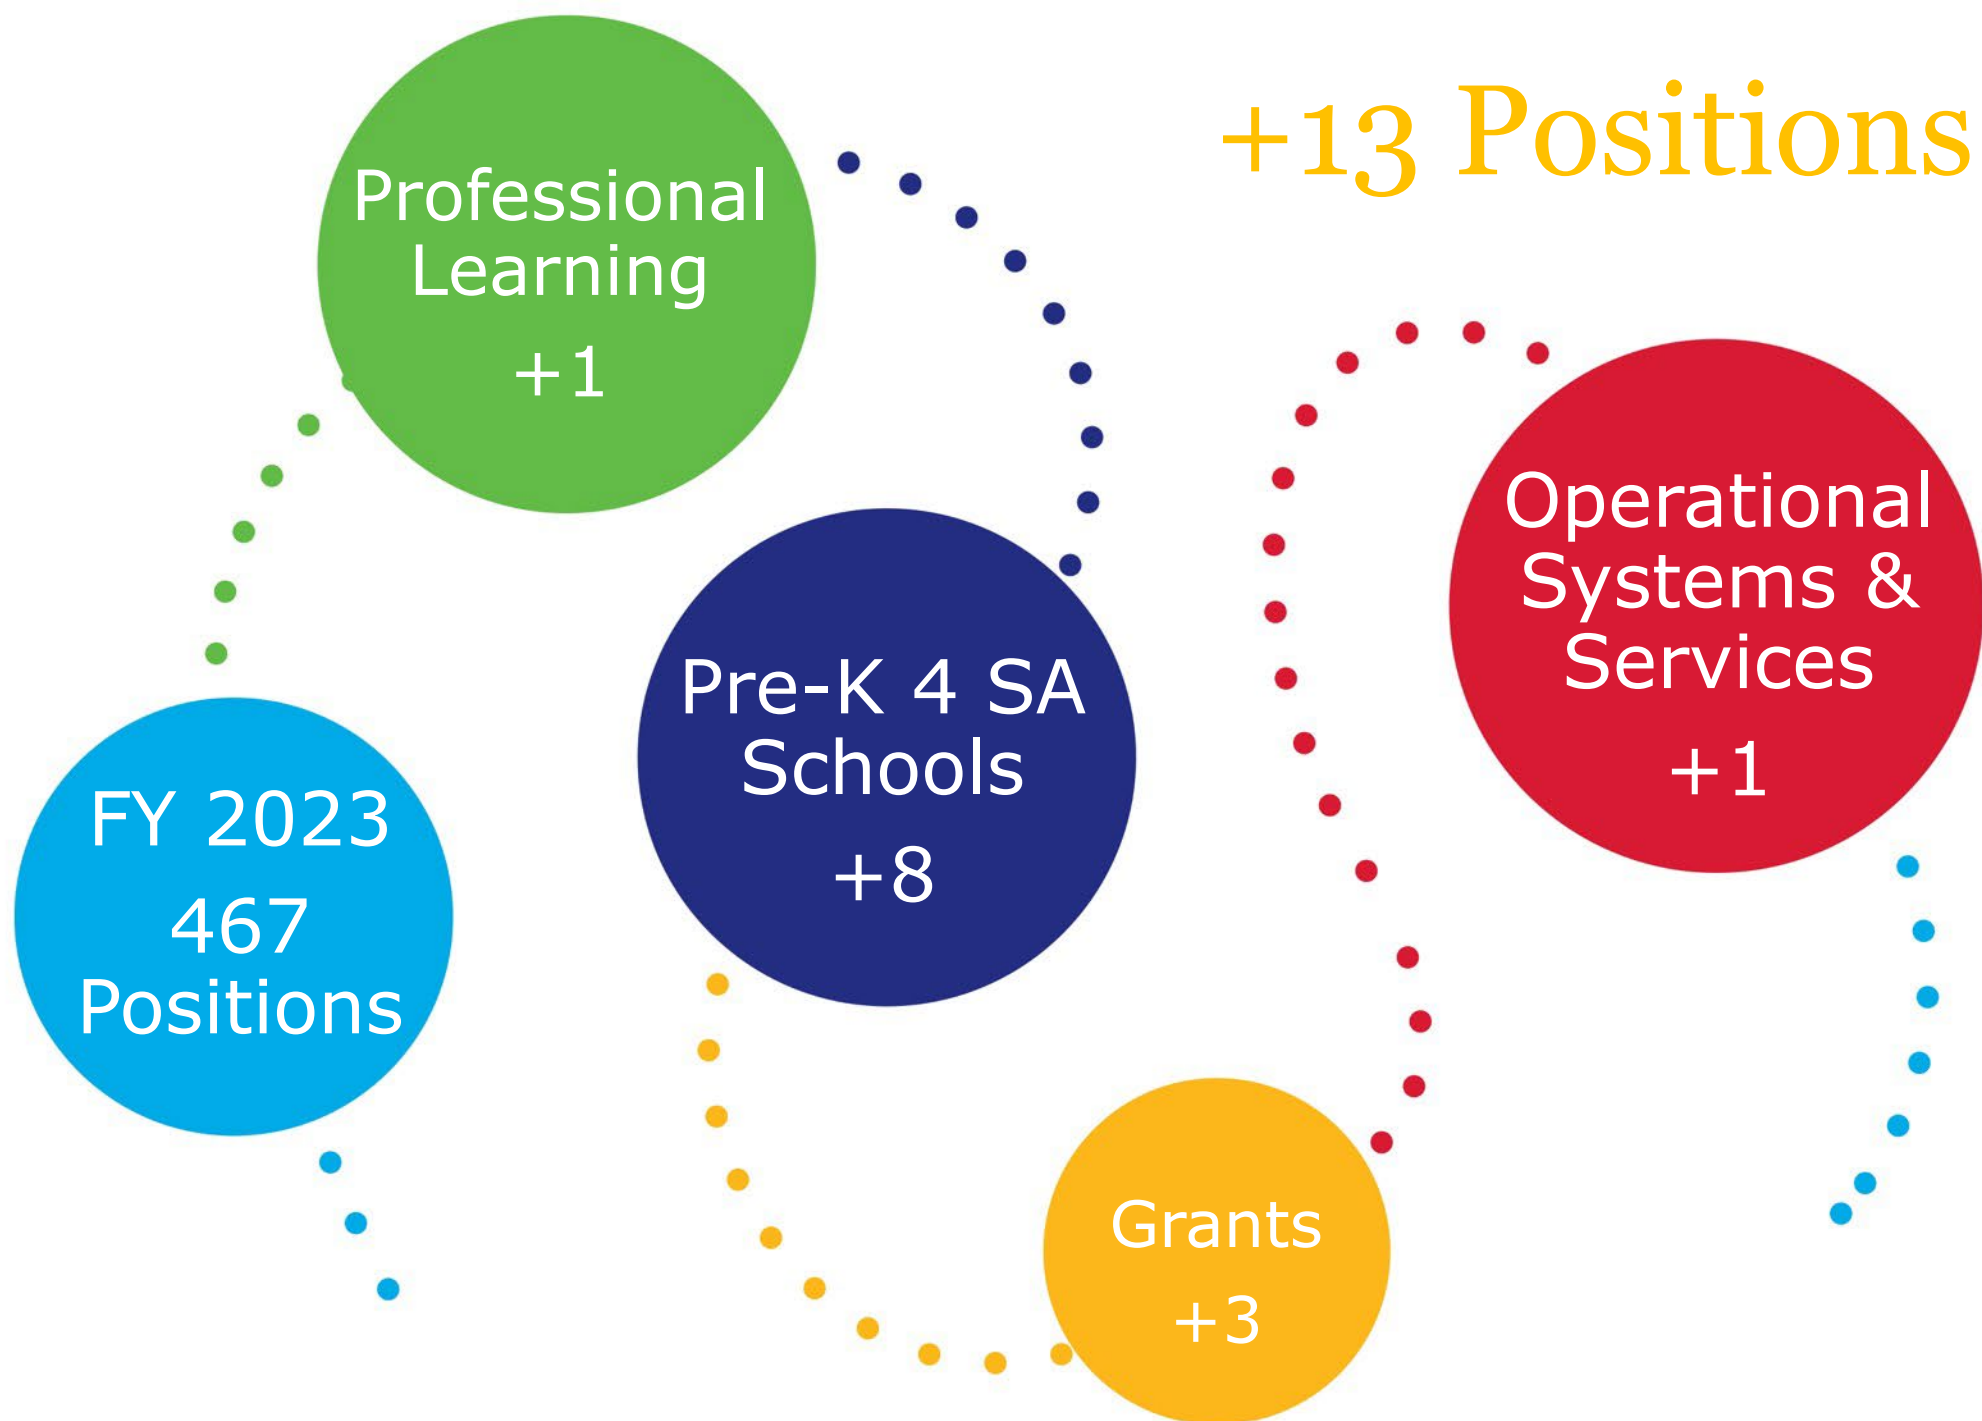 +13 Positions
Professional
Learning
+1
Pre-K 4 SA
Schools
+8
Operational
Systems &
Services
+1
FY 2023
467
Positions
Grants
+3